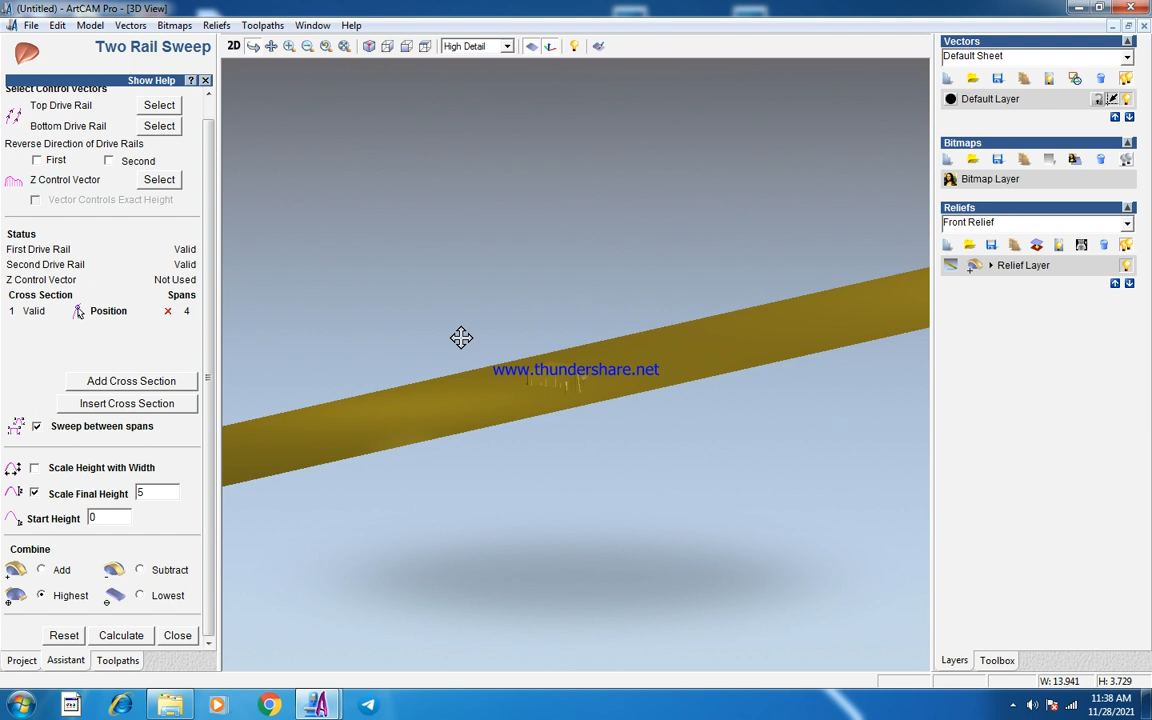 (Untitled) - ArtCAM Pro - [3D View]
File Edit Model Vectors Bitmaps Reliefs Toolpaths Window Help
Two Rail Sweep
2D
High Detail
Show Help ? X
Select Control Vectors
Top Drive Rail Select
Bottom Drive Rail Select
Reverse Direction of Drive Rails
First Second
Z Control Vector Select
Vector Controls Exact Height
Status
First Drive Rail Valid
Second Drive Rail Valid
Z Control Vector Not Used
Cross Section Spans
1 Valid Position 4
Add Cross Section
Insert Cross Section
Sweep between spans
Scale Height with Width
Scale Final Height 5
Start Height 0
Combine
Add Subtract
Highest Lowest
Reset Calculate Close
Project Assistant Toolpaths
www.thundershare.net
Vectors
Default Sheet
Default Layer
Bitmaps
Bitmap Layer
Reliefs
Front Relief
Relief Layer
Layers Toolbox
W: 13.941 H: 3.729
11:38 AM
11/28/2021